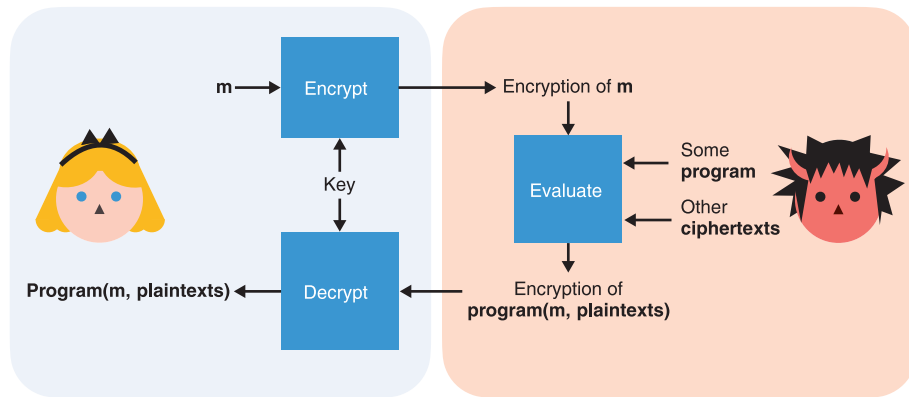 m
Encrypt
Key
Decrypt
Program(m, plaintexts)
Encryption of m
Evaluate
Some
program
Other
ciphertexts
Encryption of
program(m, plaintexts)